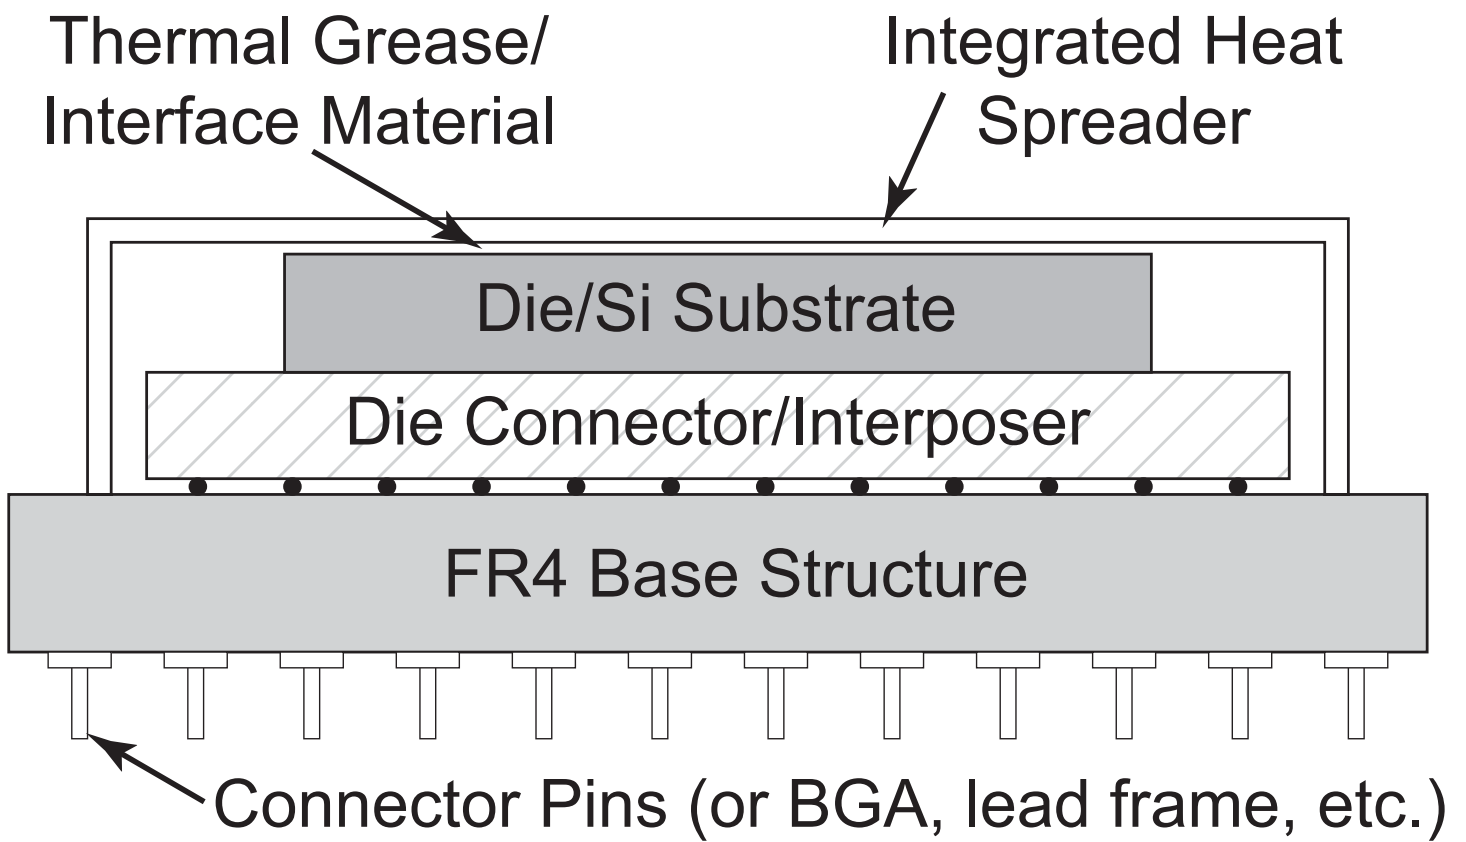 Thermal Grease/
Interface Material
Integrated Heat
Spreader
Die/Si Substrate
Die Connector/Interposer
FR4 Base Structure
Connector Pins (or BGA, lead frame, etc.)